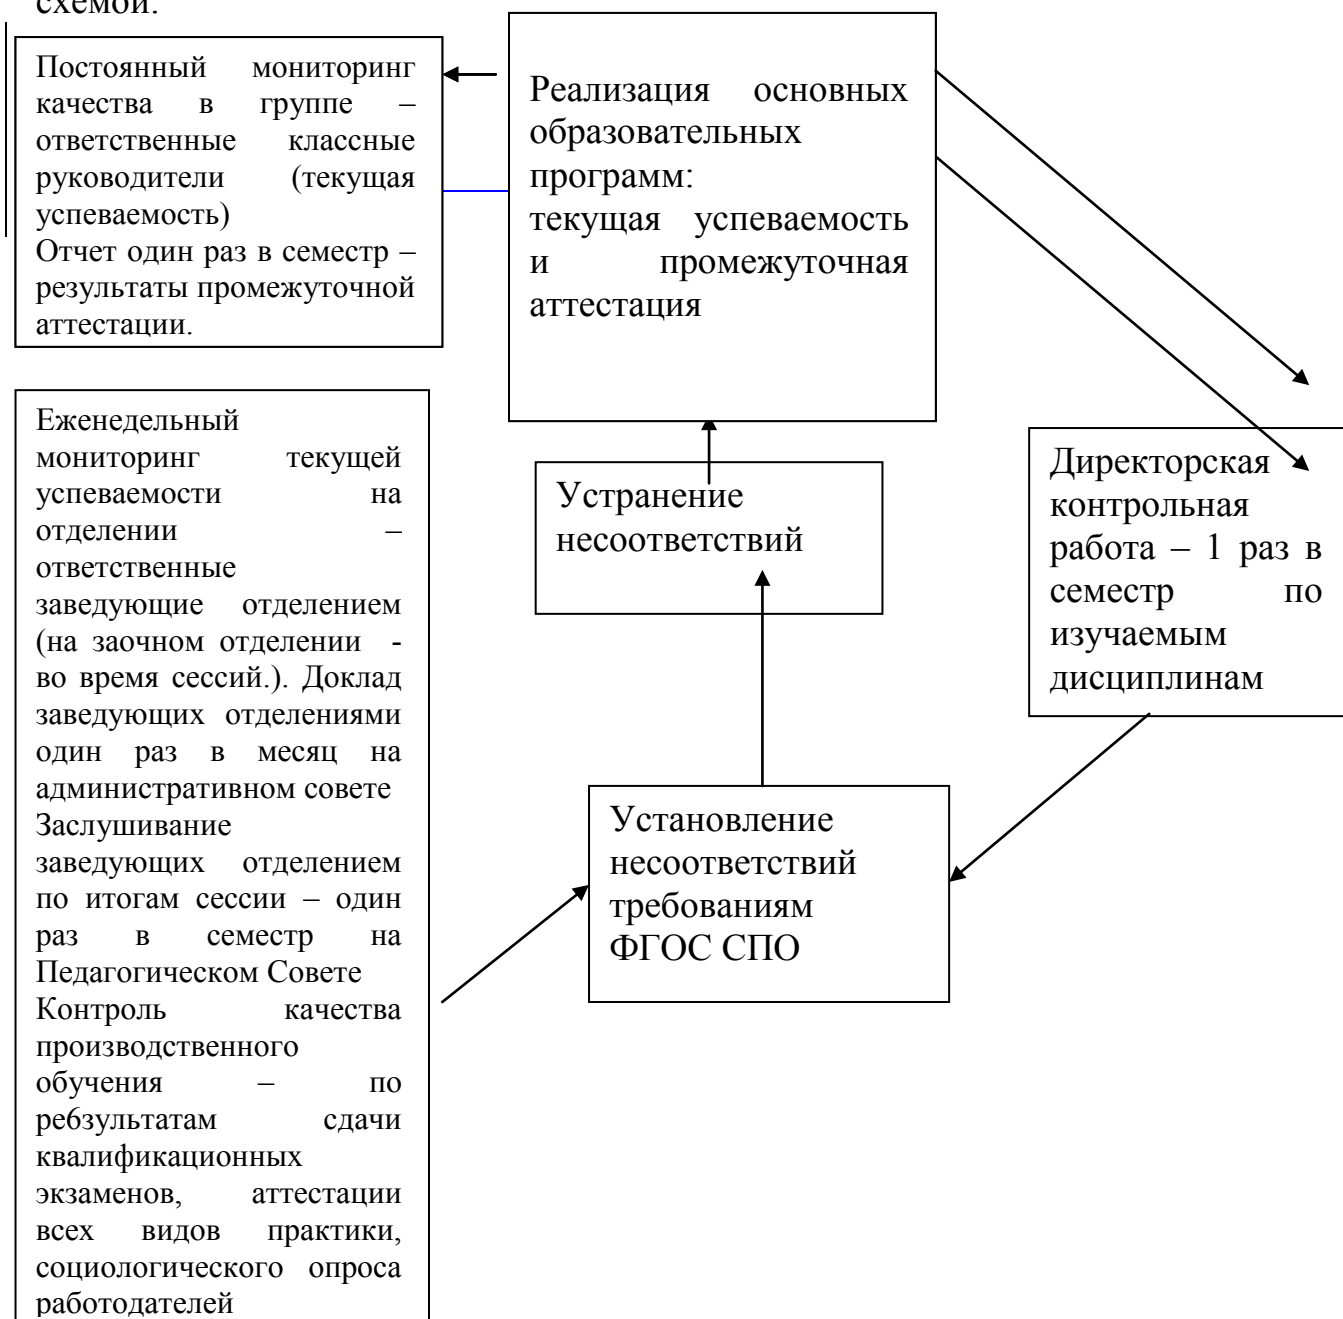 схемой.
Постоянный мониторинг
качества в группе –
ответственные классные
руководители (текущая
успеваемость)
Отчет один раз в семестр –
результаты промежуточной
аттестации.
Реализация основных
образовательных
программ:
текущая успеваемость
и промежуточная
аттестация
Еженедельный
мониторинг текущей
успеваемости на
отделении –
ответственные
заведующие отделением
(на заочном отделении -
во время сессий.). Доклад
заведующих отделениями
один раз в месяц на
административном совете
Заслушивание
заведующих отделением
по итогам сессии – один
раз в семестр на
Педагогическом Совете
Контроль качества
производственного
обучения – по
ре6зультатам сдачи
квалификационных
экзаменов, аттестации
всех видов практики,
социологического опроса
работодателей
Устранение
несоответствий
Директорская
контрольная
работа – 1 раз в
семестр по
изучаемым
дисциплинам
Установление
несоответствий
требованиям
ФГОС СПО